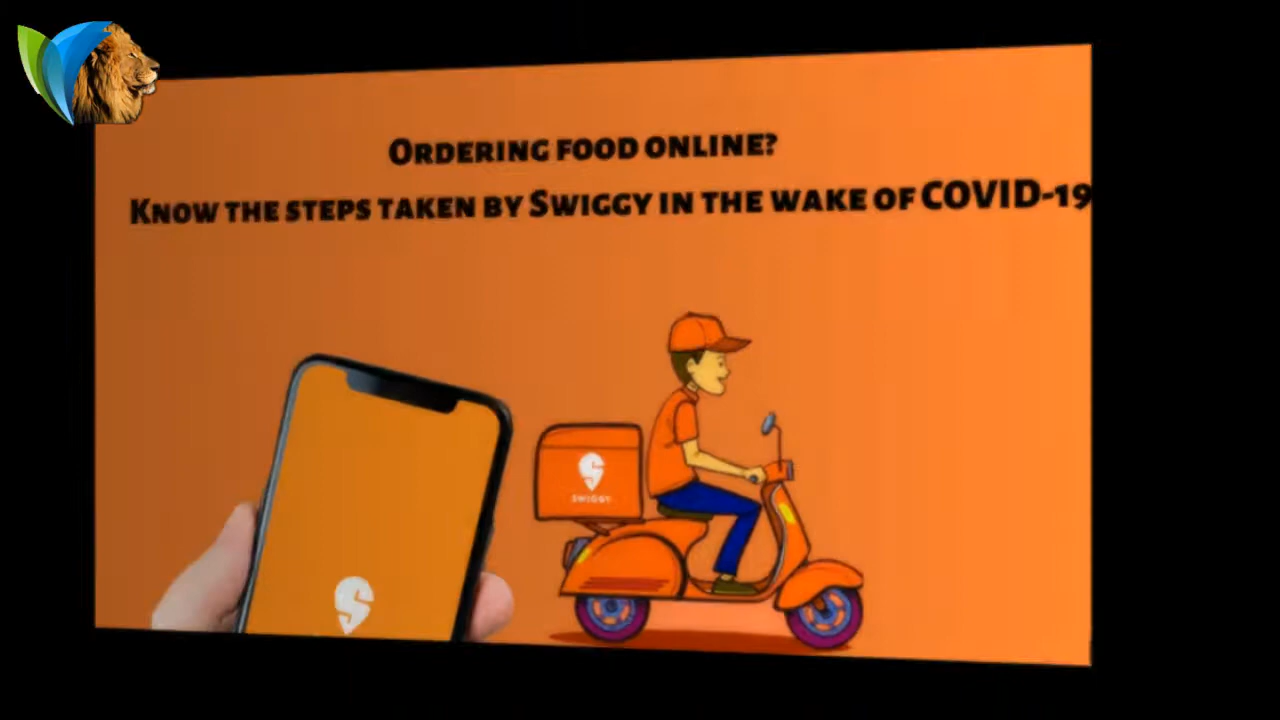 Ordering food online?
Know the steps taken by Swiggy in the wake of COVID-19
SWIGGY